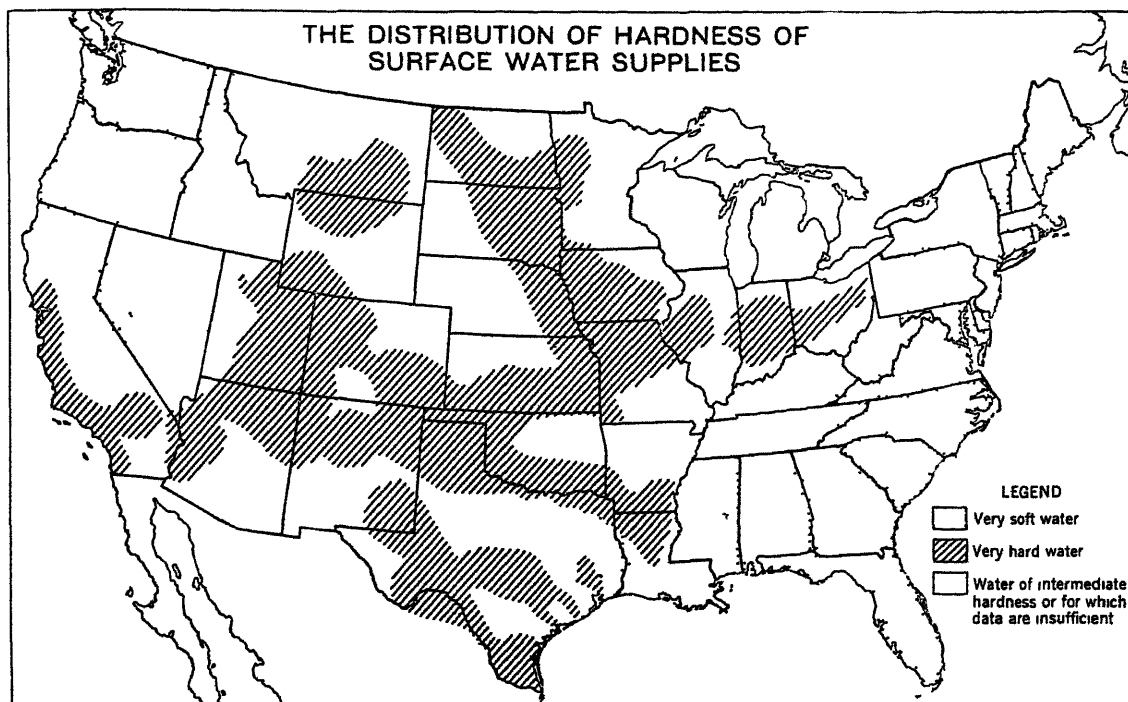 THE DISTRIBUTION OF HARDNESS OF
SURFACE WATER SUPPLIES
LEGEND
Very soft water
Very hard water
Water of intermediate
hardness or for which
data are insufficient